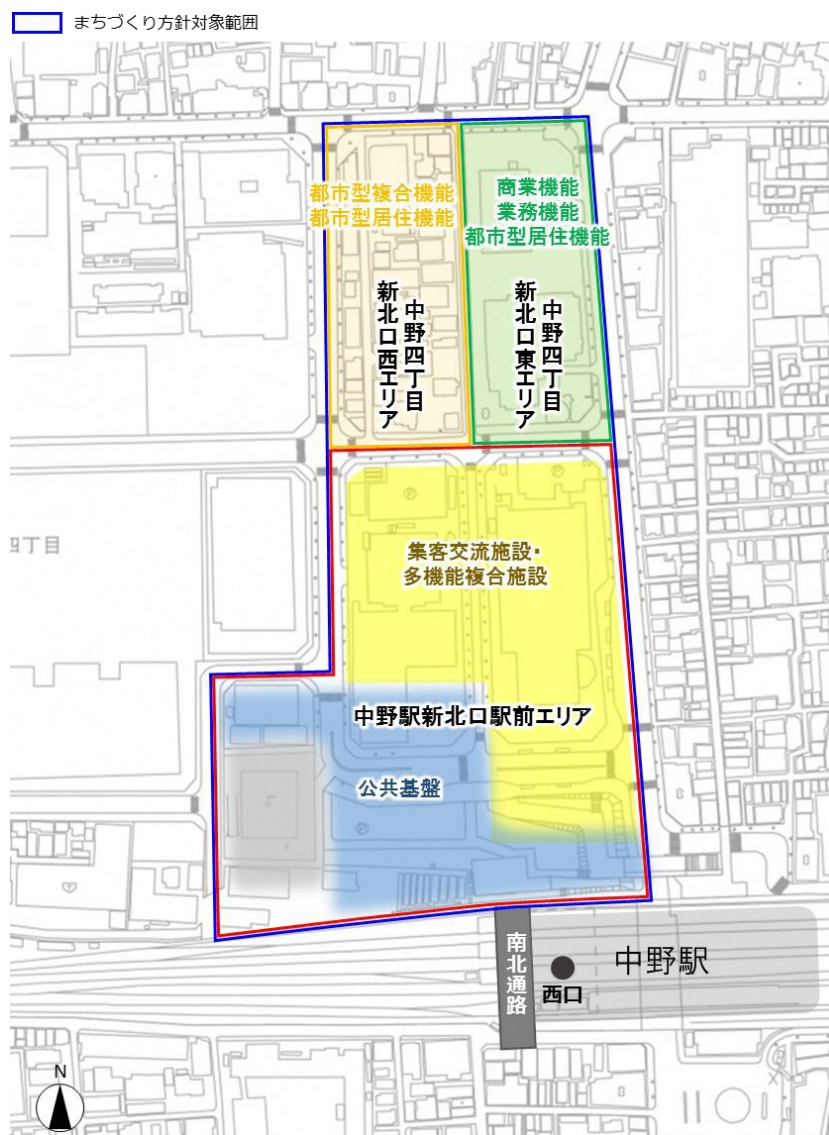 まちづくり方針対象範囲
都市型複合機能
都市型居住機能
商業機能
業務機能
都市型居住機能
中野四丁目
新北口西エリア
中野四丁目
新北口東エリア
四丁目
集客交流施設・
多機能複合施設
中野駅新北口駅前エリア
公共基盤
南北通路
中野駅
西口
N